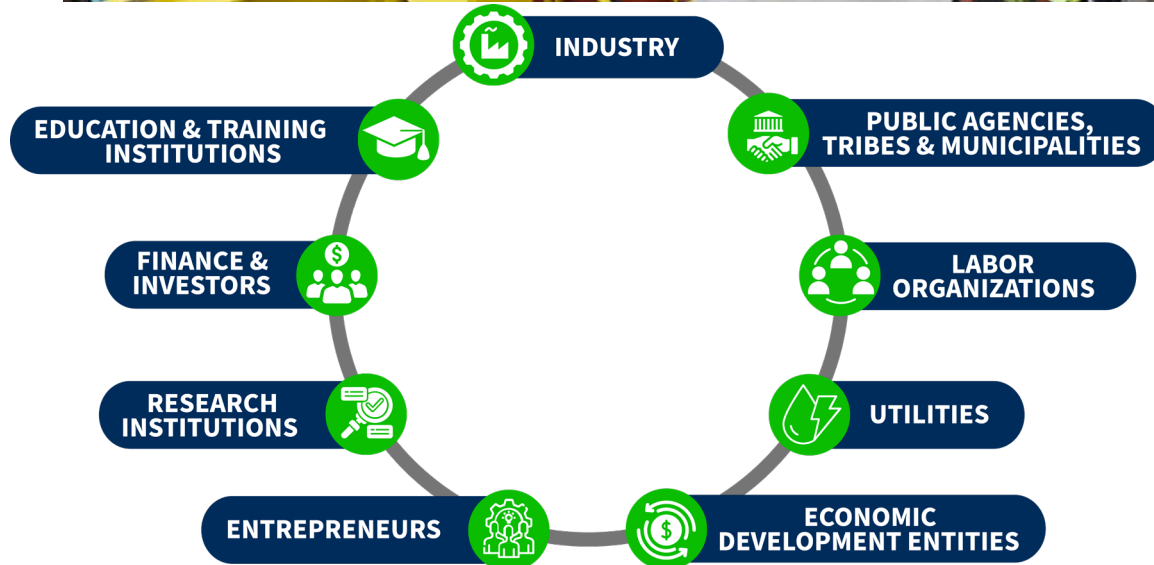 INDUSTRY
PUBLIC AGENCIES,
TRIBES & MUNICIPALITIES
LABOR
ORGANIZATIONS
UTILITIES
ECONOMIC
DEVELOPMENT ENTITIES
ENTREPRENEURS
RESEARCH
INSTITUTIONS
FINANCE &
INVESTORS
EDUCATION & TRAINING
INSTITUTIONS
$
$